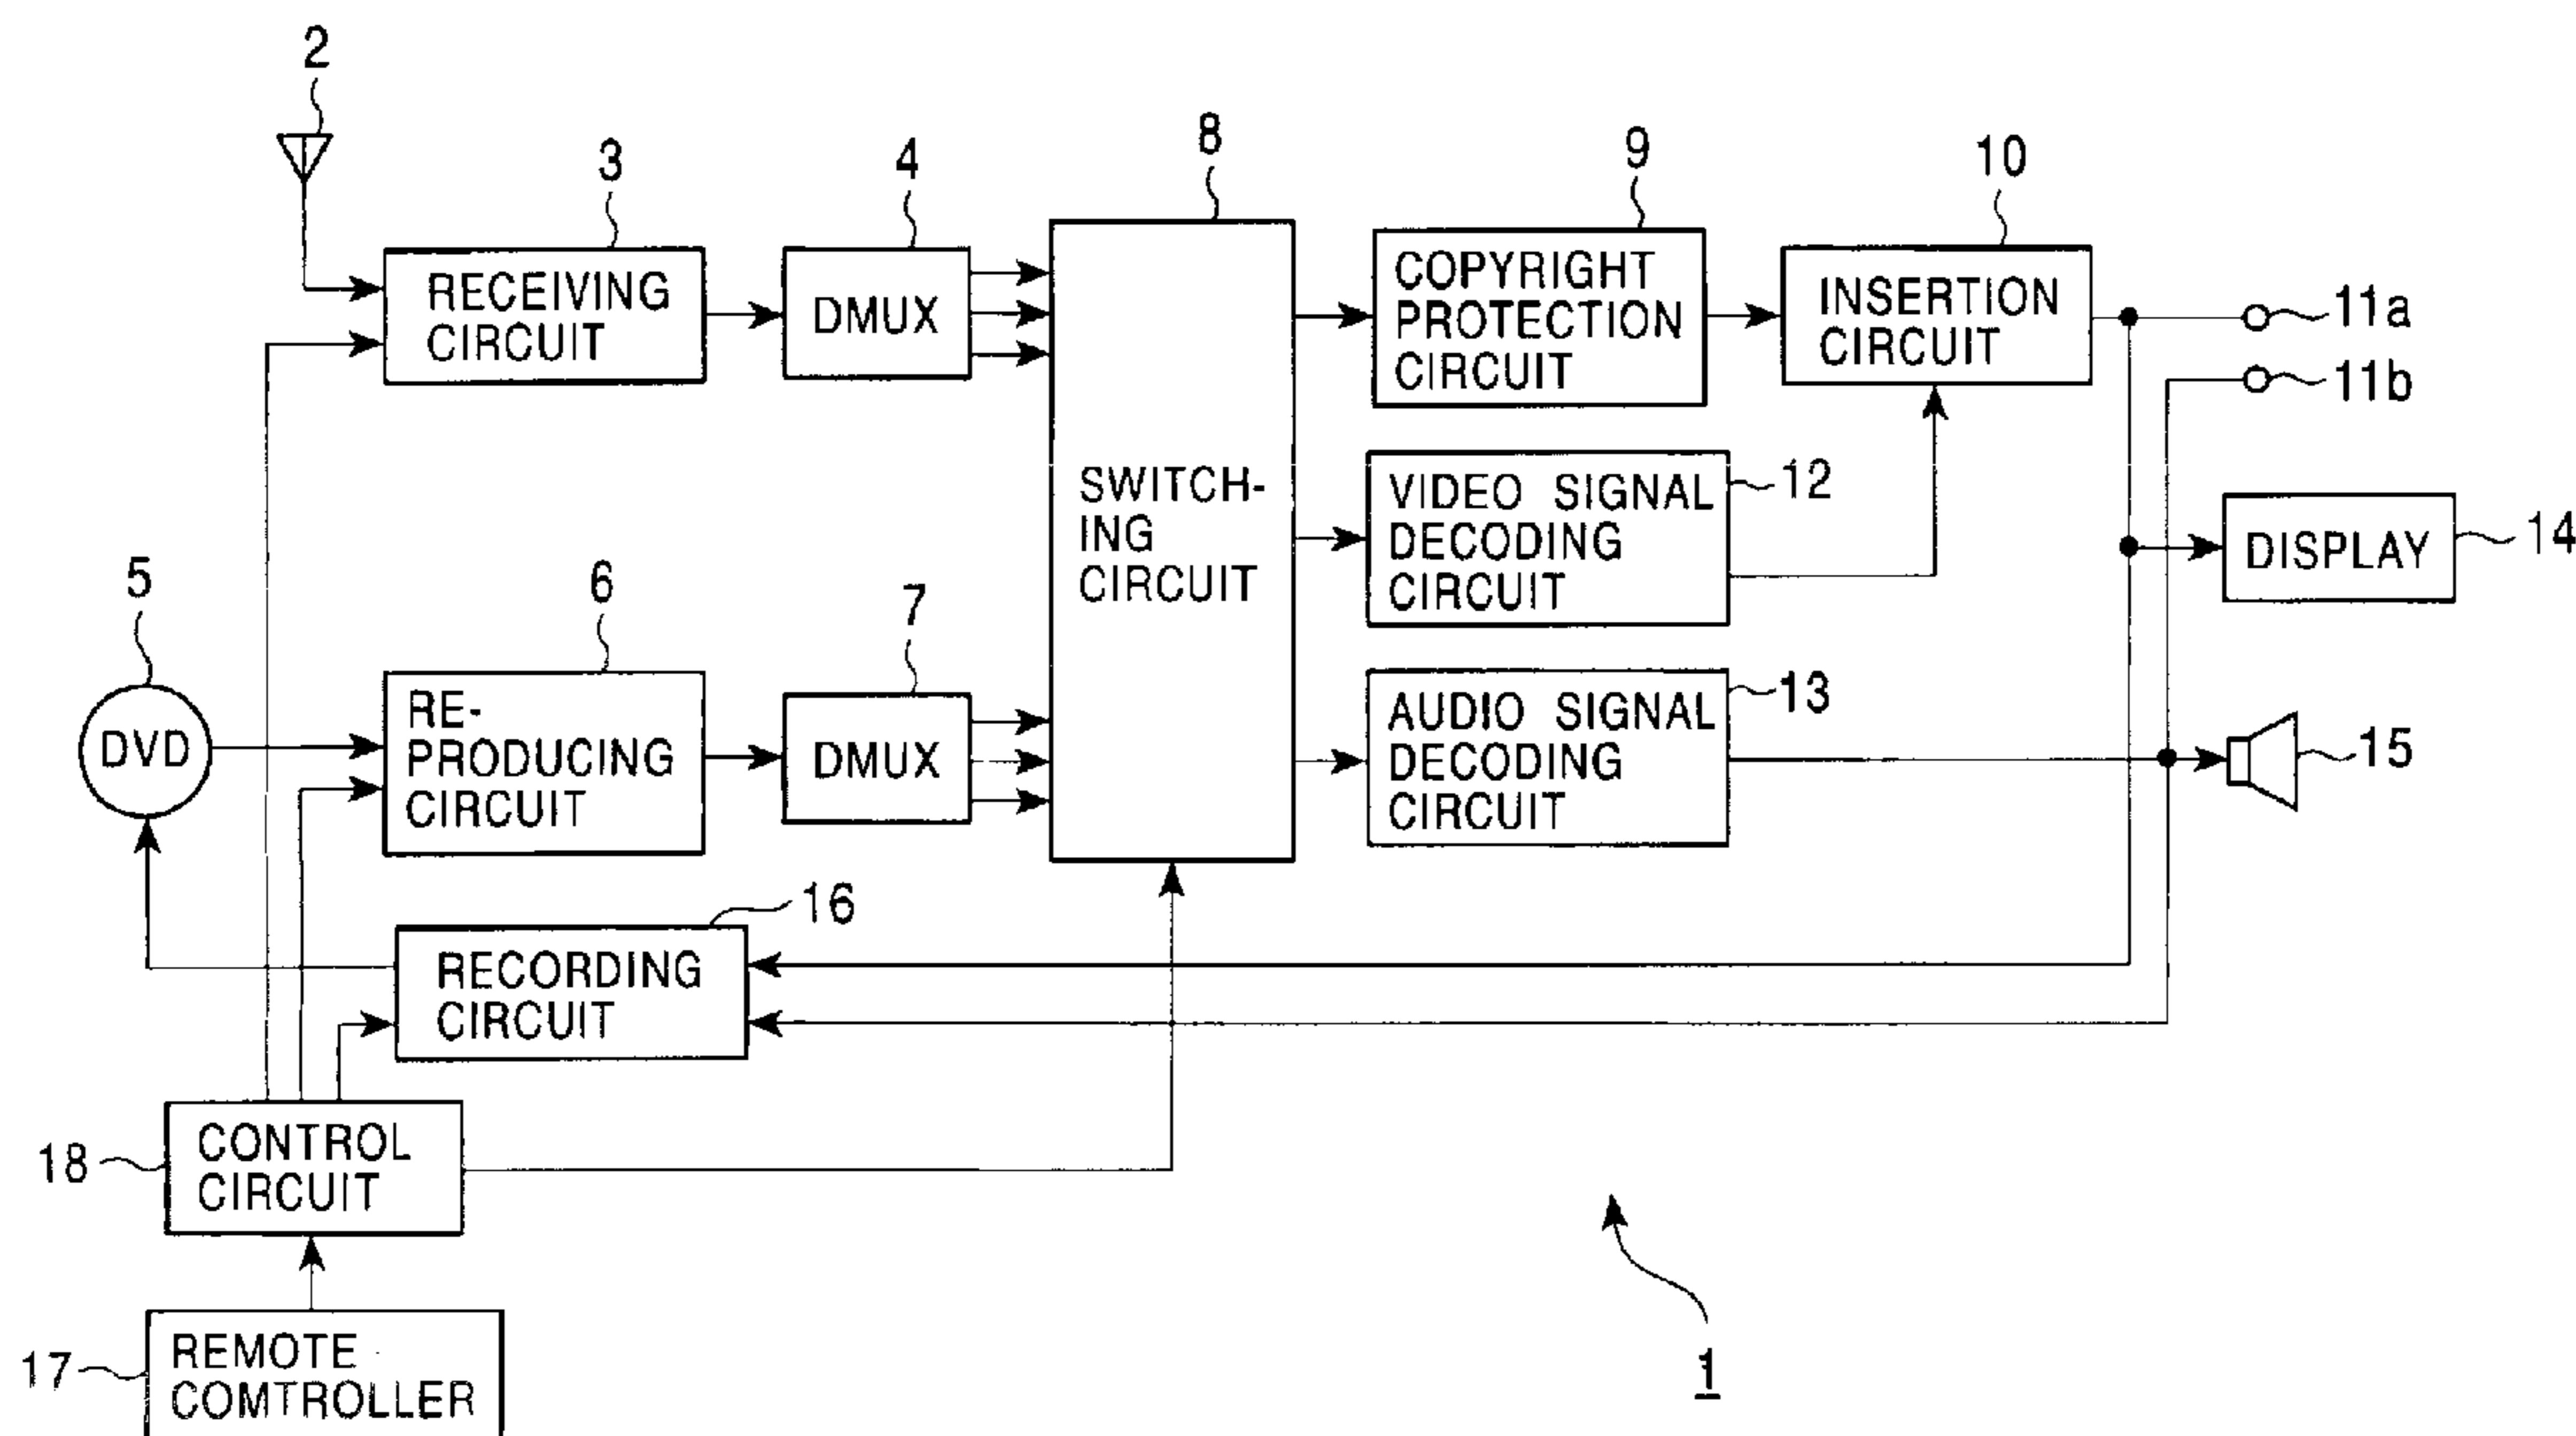 2
3
4
8
9
10
RECEIVING
CIRCUIT
DMUX
COPYRIGHT
PROTECTION
CIRCUIT
INSERTION
CIRCUIT
11a
11b
SWITCH-
ING
CIRCUIT
VIDEO SIGNAL
DECODING
CIRCUIT
12
DISPLAY
14
5
6
7
DVD
RE-
PRODUCING
CIRCUIT
DMUX
AUDIO SIGNAL
DECODING
CIRCUIT
13
15
16
RECORDING
CIRCUIT
18
CONTROL
CIRCUIT
17
REMOTE
COMTROLLER
1